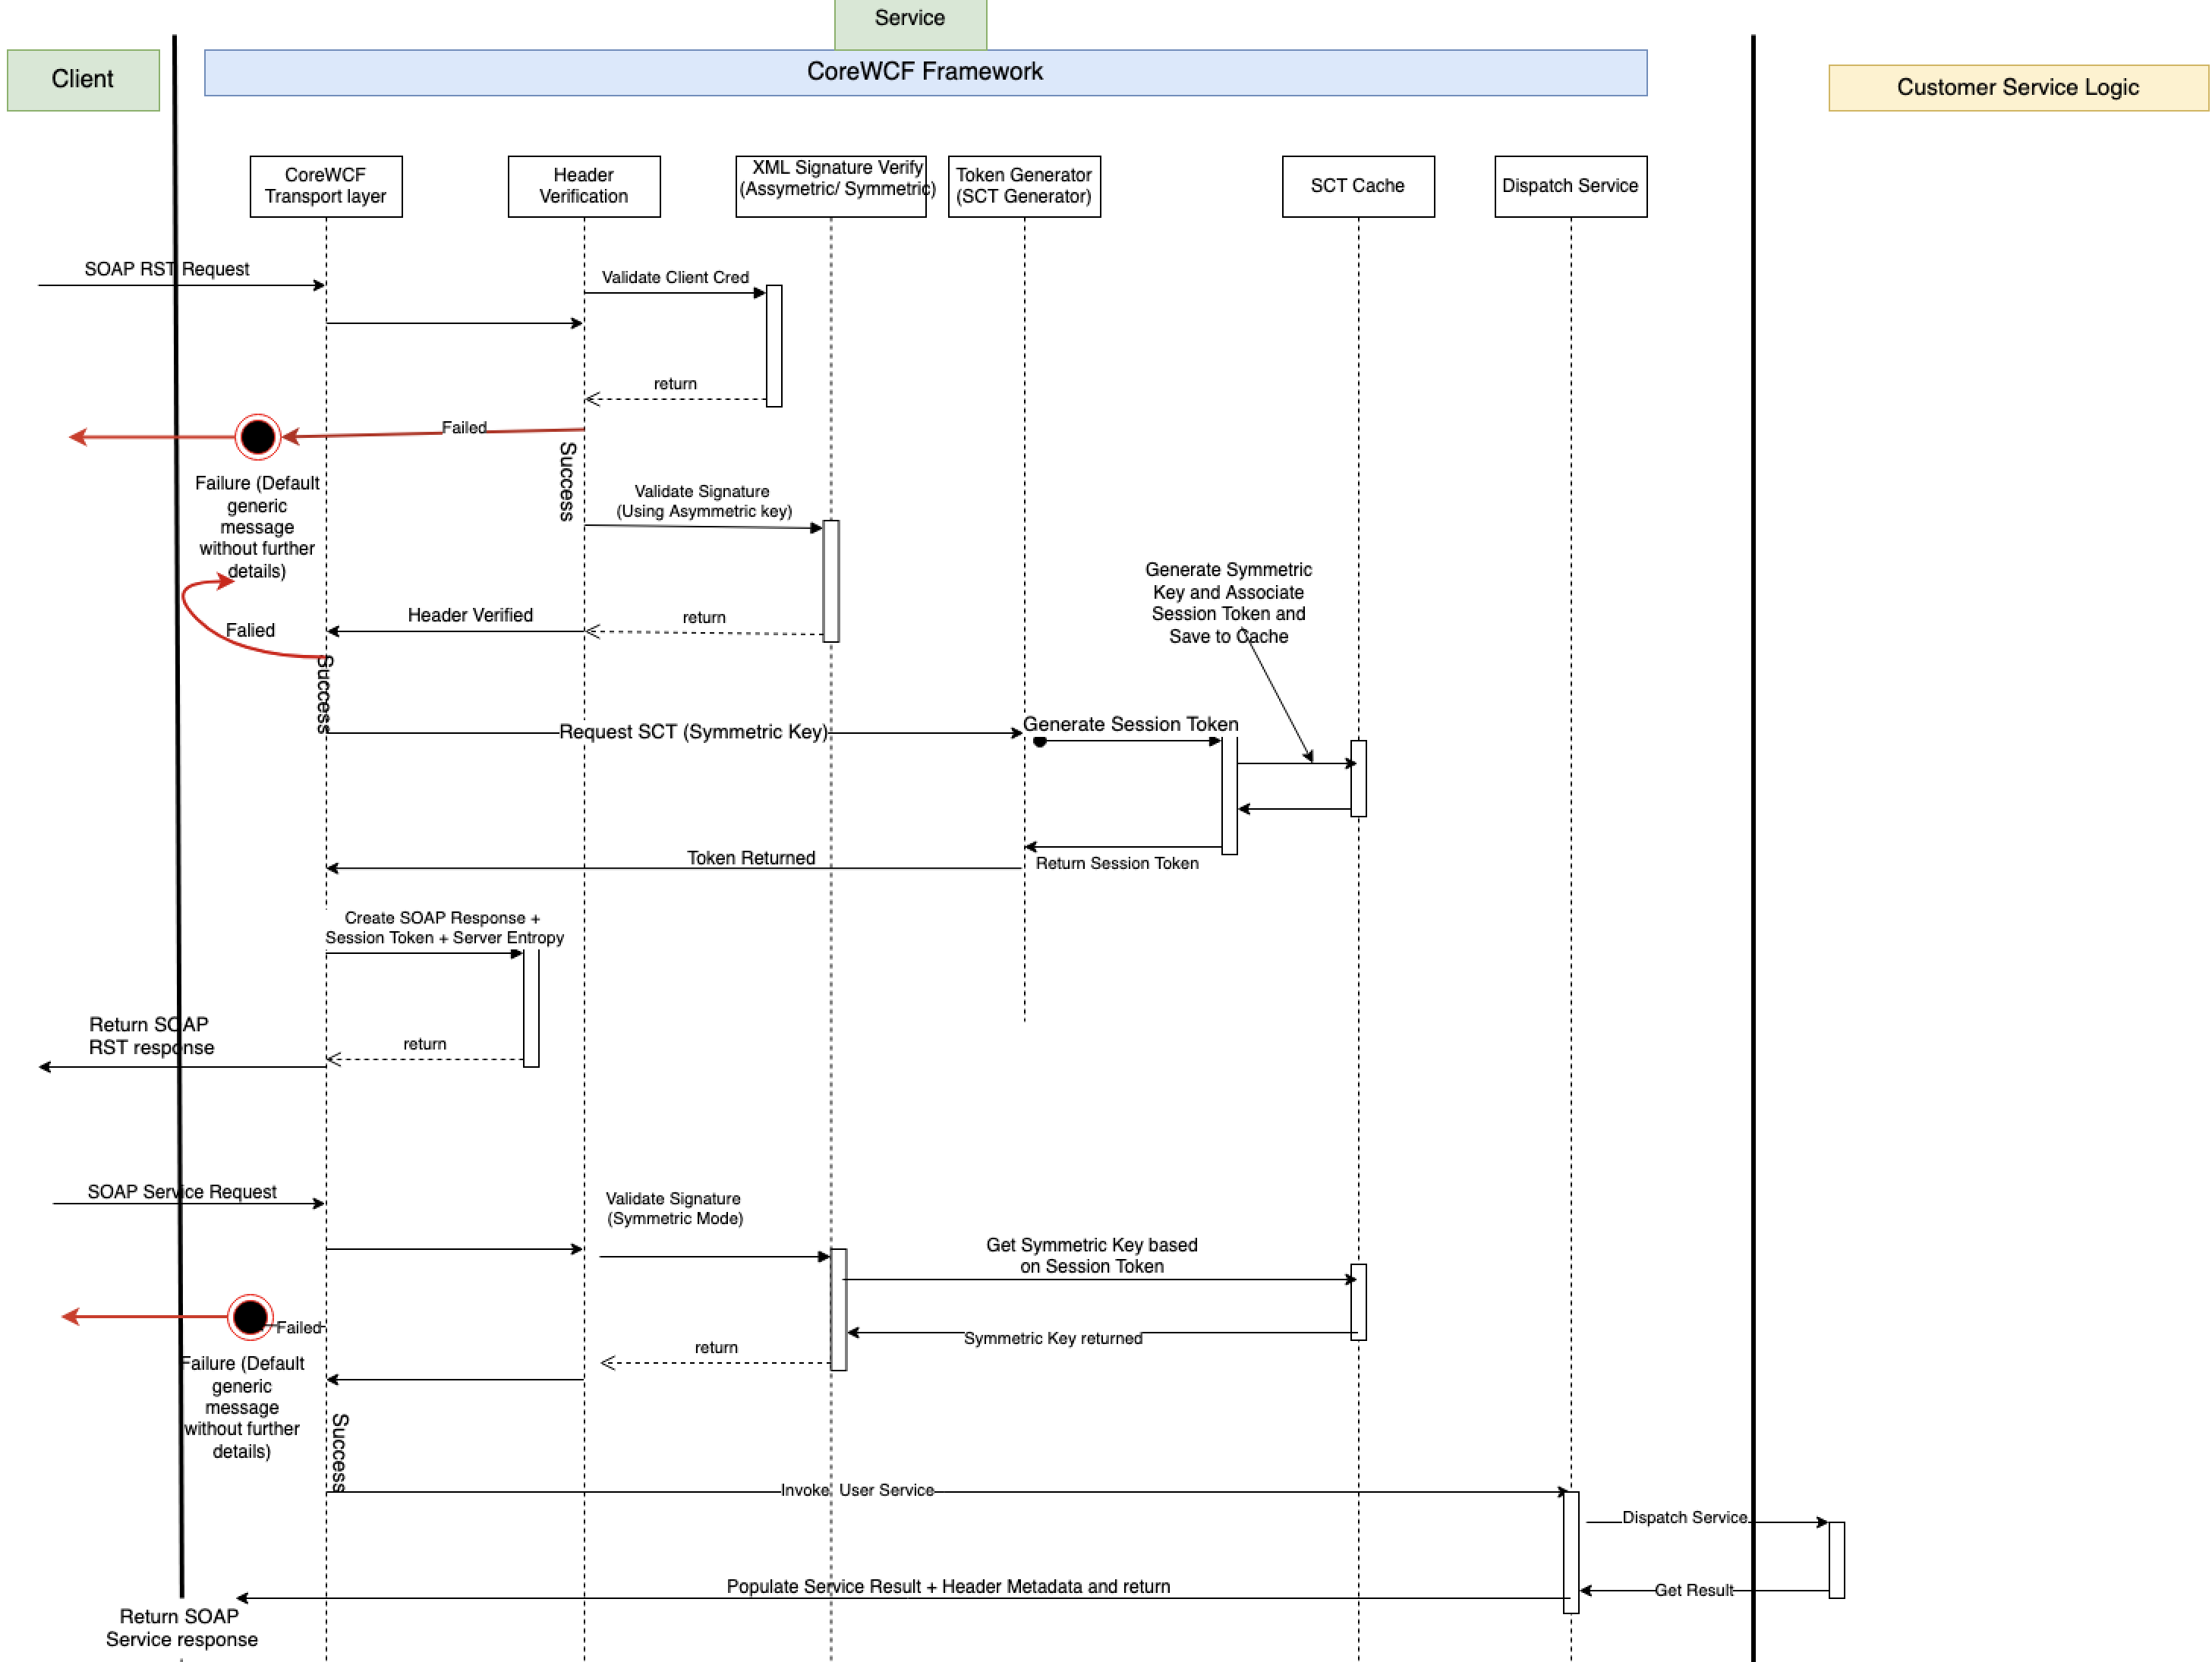 Service
Client
CoreWCF Framework
Customer Service Logic
CoreWCF
Transport layer
Header
Verification
XML Signature Verify
(Assymetric/ Symmetric)
Token Generator
(SCT Generator)
SCT Cache
Dispatch Service
SOAP RST Request
Validate Client Cred
return
Failed
Success
Failure (Default
generic
message
without further
details)
Validate Signature
(Using Asymmetric key)
Generate Symmetric
Key and Associate
Session Token and
Save to Cache
Header Verified
return
Falied
Success
Request SCT (Symmetric Key)
Generate Session Token
Token Returned
Return Session Token
Create SOAP Response +
Session Token + Server Entropy
Return SOAP
RST response
return
SOAP Service Request
Validate Signature
(Symmetric Mode)
Get Symmetric Key based
on Session Token
Failed
Symmetric Key returned
return
Failure (Default
generic
message
without further
details)
Success
Invoke User Service
Dispatch Service
Populate Service Result + Header Metadata and return
Get Result
Return SOAP
Service response